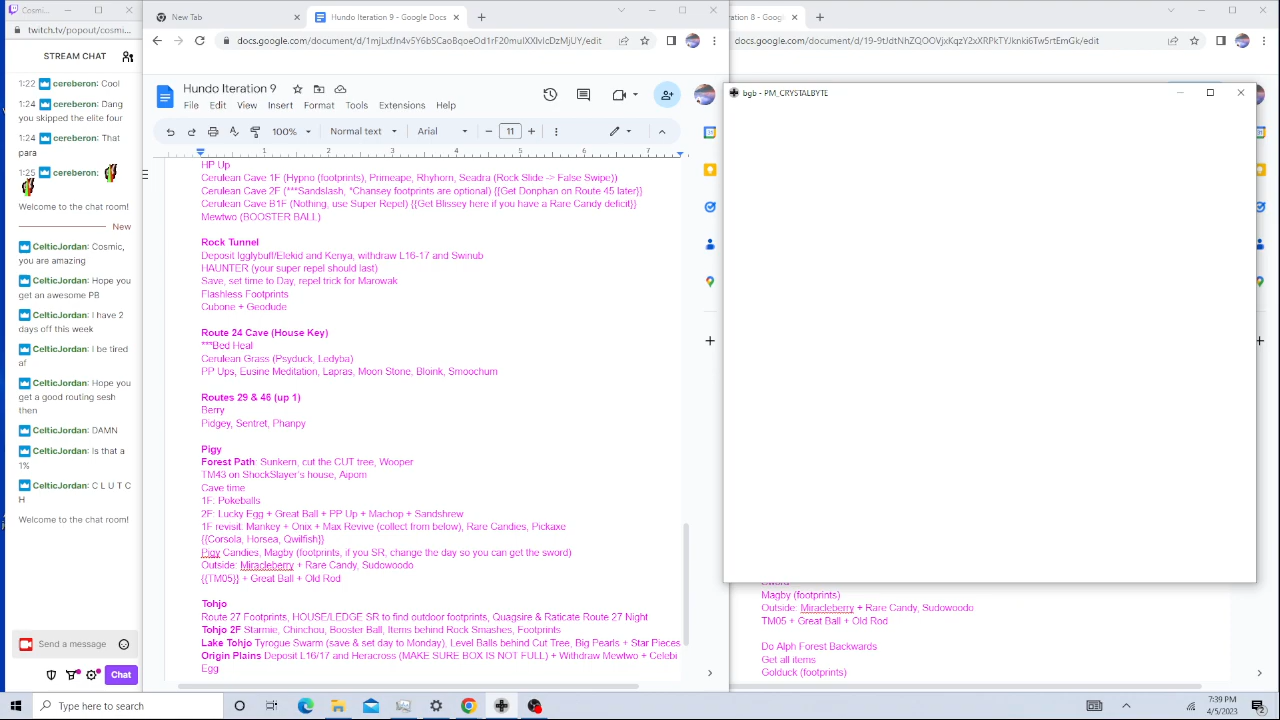 Cosmi...
twitch.tv/popout/cosmi...
STREAM CHAT
1:22 cereberon: Cool
1:24 cereberon: Dang
you skipped the elite four
1:24 cereberon: That
para
1:25 cereberon:
Welcome to the chat room!
New
CelticJordan: Cosmic,
you are amazing
CelticJordan: Hope you
get an awesome PB
CelticJordan: I have 2
days off this week
CelticJordan: I be tired
af
CelticJordan: Hope you
get a good routing sesh
then
CelticJordan: DAMN
CelticJordan: Is that a
1%
CelticJordan: C L U T C
H
Welcome to the chat room!
Send a message
Chat
New Tab
Hundo Iteration 9 - Google Docs
Hundo Iteration 9
File Edit View Insert Format Tools Extensions Help
100% Normal text Arial 11
1 2 3 4 5 6 7
HP Up
Cerulean Cave 1F (Hypno (footprints), Primeape, Rhyhorn, Seadra (Rock Slide -> False Swipe))
Cerulean Cave 2F (***Sandslash, *Chansey footprints are optional) {{Get Donphan on Route 45 later}}
Cerulean Cave B1F (Nothing, use Super Repel) {{Get Blissey here if you have a Rare Candy deficit}}
Mewtwo (BOOSTER BALL)
Rock Tunnel
Deposit Igglybuff/Elekid and Kenya, withdraw L16-17 and Swinub
HAUNTER (your super repel should last)
Save, set time to Day, repel trick for Marowak
Flashless Footprints
Cubone + Geodude
Route 24 Cave (House Key)
***Bed Heal
Cerulean Grass (Psyduck, Ledyba)
PP Ups, Eusine Meditation, Lapras, Moon Stone, Bloink, Smoochum
Routes 29 & 46 (up 1)
Berry
Pidgey, Sentret, Phanpy
Pigy
Forest Path: Sunkern, cut the CUT tree, Wooper
TM43 on ShockSlayer's house, Aipom
Cave time
1F: Pokeballs
2F: Lucky Egg + Great Ball + PP Up + Machop + Sandshrew
1F revisit: Mankey + Onix + Max Revive (collect from below), Rare Candies, Pickaxe
{{Corsola, Horsea, Qwilfish}}
Pigy Candies, Magby (footprints, if you SR, change the day so you can get the sword)
Outside: Miracleberry + Rare Candy, Sudowoodo
{{TM05}} + Great Ball + Old Rod
Tohjo
Route 27 Footprints, HOUSE/LEDGE SR to find outdoor footprints, Quagsire & Raticate Route 27 Night
Tohjo 2F Starmie, Chinchou, Booster Ball, Items behind Rock Smashes, Footprints
Lake Tohjo Tyrogue Swarm (save & set day to Monday), Level Balls behind Cut Tree, Big Pearls + Star Pieces
Origin Plains Deposit L16/17 and Heracross (MAKE SURE BOX IS NOT FULL) + Withdraw Mewtwo + Celebi
Egg
ration 8 - Googl
bgb - PM_CRYSTALBYTE
Sword
Magby (footprints)
Outside: Miracleberry + Rare Candy, Sudowoodo
TM05 + Great Ball + Old Rod
Do Alph Forest Backwards
Get all items
Golduck (footprints)
Type here to search
7:39 PM
4/5/2023
2